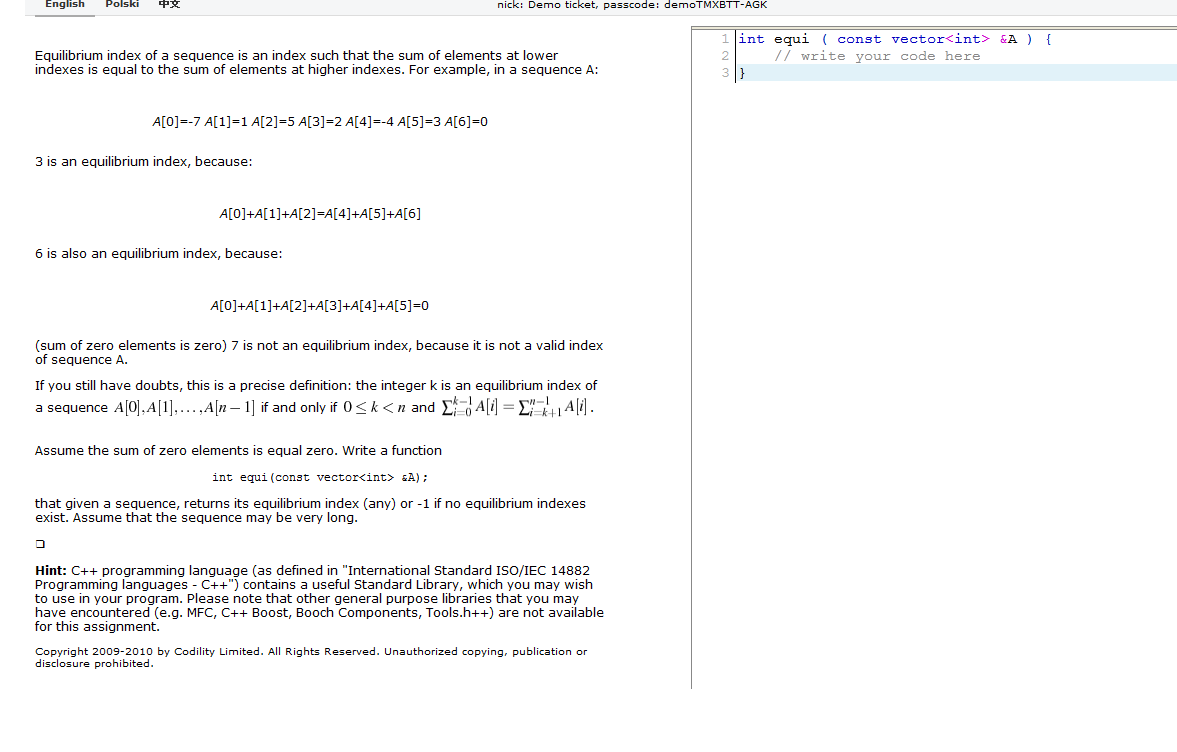 English Polski 中文
nick: Demo ticket, passcode: demoTMXBTT-AGK
Equilibrium index of a sequence is an index such that the sum of elements at lower
indexes is equal to the sum of elements at higher indexes. For example, in a sequence A:
A[0]=-7 A[1]=1 A[2]=5 A[3]=2 A[4]=-4 A[5]=3 A[6]=0
3 is an equilibrium index, because:
A[0]+A[1]+A[2]=A[4]+A[5]+A[6]
6 is also an equilibrium index, because:
A[0]+A[1]+A[2]+A[3]+A[4]+A[5]=0
(sum of zero elements is zero) 7 is not an equilibrium index, because it is not a valid index
of sequence A.
If you still have doubts, this is a precise definition: the integer k is an equilibrium index of
a sequence A[0],A[1],...,A[n−1] if and only if 0≤k<n and ∑_{i=0}^{k−1} A[i] = ∑_{i=k+1}^{n−1} A[i].
Assume the sum of zero elements is equal zero. Write a function
int equi(const vector<int> &A);
that given a sequence, returns its equilibrium index (any) or -1 if no equilibrium indexes
exist. Assume that the sequence may be very long.
Hint: C++ programming language (as defined in "International Standard ISO/IEC 14882
Programming languages - C++") contains a useful Standard Library, which you may wish
to use in your program. Please note that other general purpose libraries that you may
have encountered (e.g. MFC, C++ Boost, Booch Components, Tools.h++) are not available
for this assignment.
Copyright 2009-2010 by Codility Limited. All Rights Reserved. Unauthorized copying, publication or
disclosure prohibited.
1 int equi ( const vector<int> &A ) {
2 // write your code here
3 }